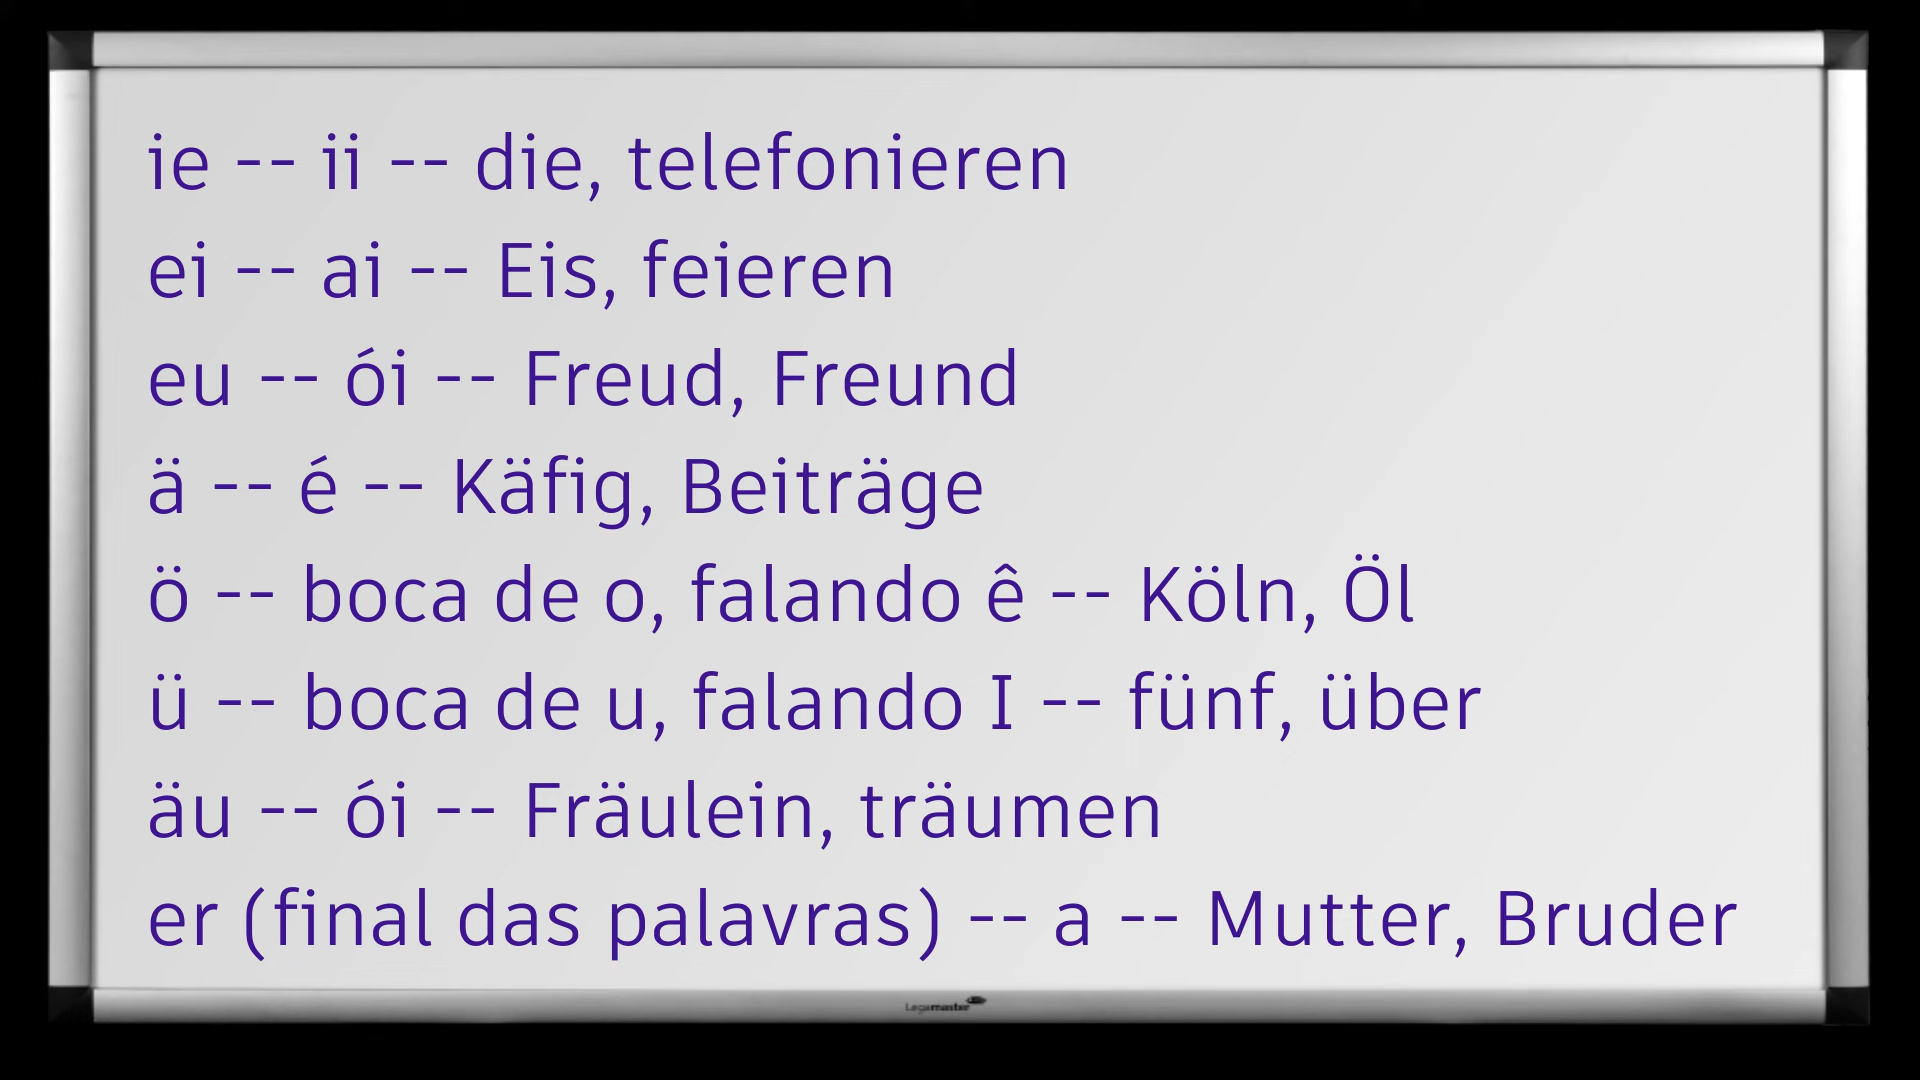 ie -- ii -- die, telefonieren
ei -- ai -- Eis, feieren
eu -- ói -- Freud, Freund
ä -- é -- Käfig, Beiträge
ö -- boca de o, falando ê -- Köln, Öl
ü -- boca de u, falando I -- fünf, über
äu -- ói -- Fräulein, träumen
er (final das palavras) -- a -- Mutter, Bruder
Legamaster